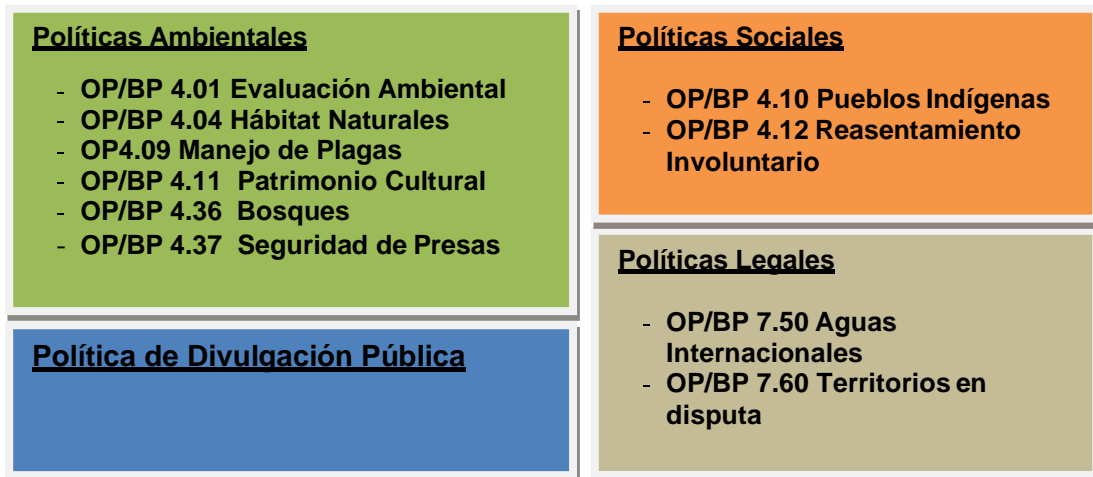 Políticas Ambientales
- OP/BP 4.01 Evaluación Ambiental
- OP/BP 4.04 Hábitat Naturales
- OP4.09 Manejo de Plagas
- OP/BP 4.11 Patrimonio Cultural
- OP/BP 4.36 Bosques
- OP/BP 4.37 Seguridad de Presas
Políticas Sociales
- OP/BP 4.10 Pueblos Indígenas
- OP/BP 4.12 Reasentamiento
Involuntario
Política de Divulgación Pública
Políticas Legales
- OP/BP 7.50 Aguas
Internacionales
- OP/BP 7.60 Territorios en
disputa